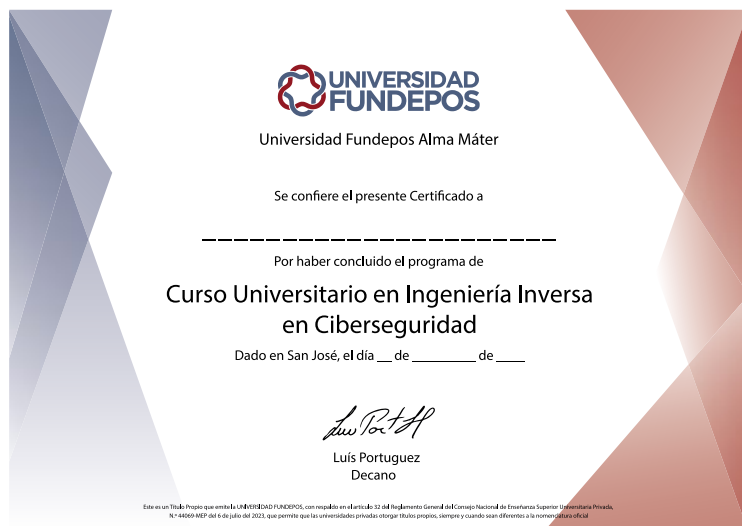 UNIVERSIDAD
FUNDEPOS
Universidad Fundepos Alma Máter
Se confiere el presente Certificado a
Por haber concluido el programa de
Curso Universitario en Ingeniería Inversa
en Ciberseguridad
Dado en San José, el día __ de ________ de ____
Luís Portuguez
Decano
Este es un Título Propio que emite la UNIVERSIDAD FUNDEPOS, con respaldo en el artículo 32 del Reglamento General del Consejo Nacional de Enseñanza Superior Universitaria Privada,
N.º 44069-MEP del 6 de julio del 2023, que permite que las universidades privadas otorgar títulos propios, siempre y cuando sean diferentes a la nomenclatura oficial